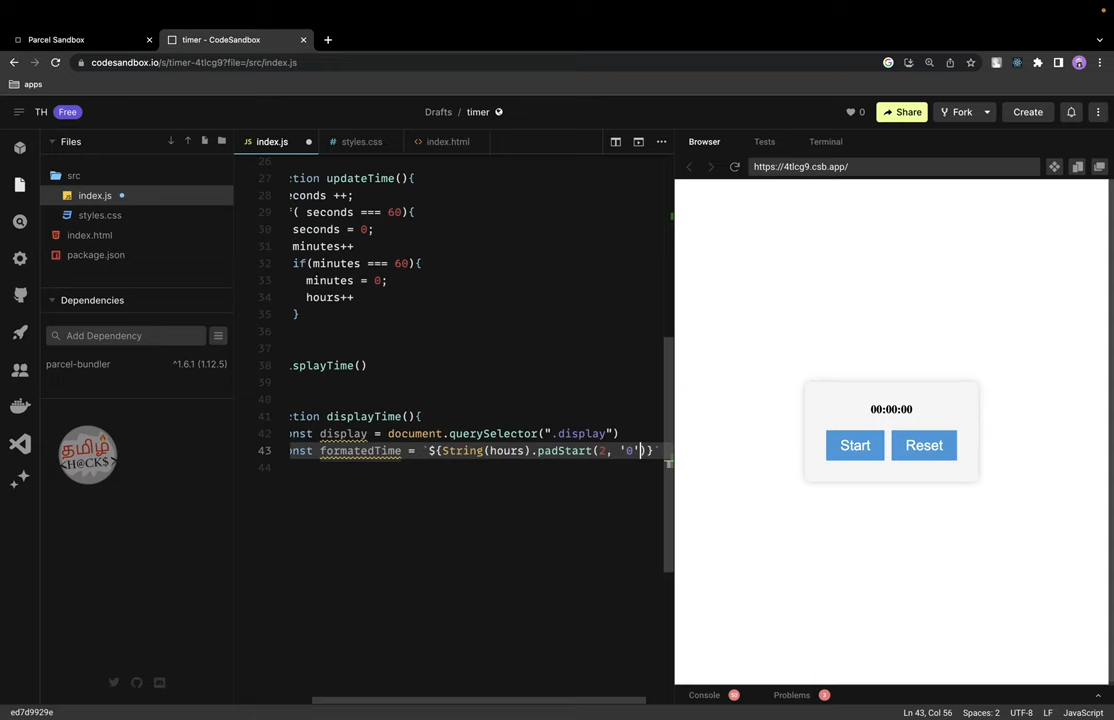 Parcel Sandbox
timer - CodeSandbox
codesandbox.io/s/timer-4tlcg9?file=/src/index.js
apps
TH Free
Drafts / timer
0
Share
Fork
Create
Files
src
index.js
styles.css
index.html
package.json
Dependencies
Add Dependency
parcel-bundler ^1.6.1 (1.12.5)
தமிழ்
<H@CK$>
JS index.js
styles.css
<> index.html
26
27 ction updateTime(){
28 econds ++;
29 f( seconds === 60){
30 seconds = 0;
31 minutes++
32 if(minutes === 60){
33 minutes = 0;
34 hours++
35 }
36
37
38 .splayTime()
39
40
41 ction displayTime(){
42 onst display = document.querySelector(".display")
43 onst formatedTime = `${String(hours).padStart(2, '0')}`
44
Browser
Tests
Terminal
https://4tlcg9.csb.app/
00:00:00
Start
Reset
Console 50
Problems 3
ed7d9929e
Ln 43, Col 56
Spaces: 2
UTF-8
LF
JavaScript